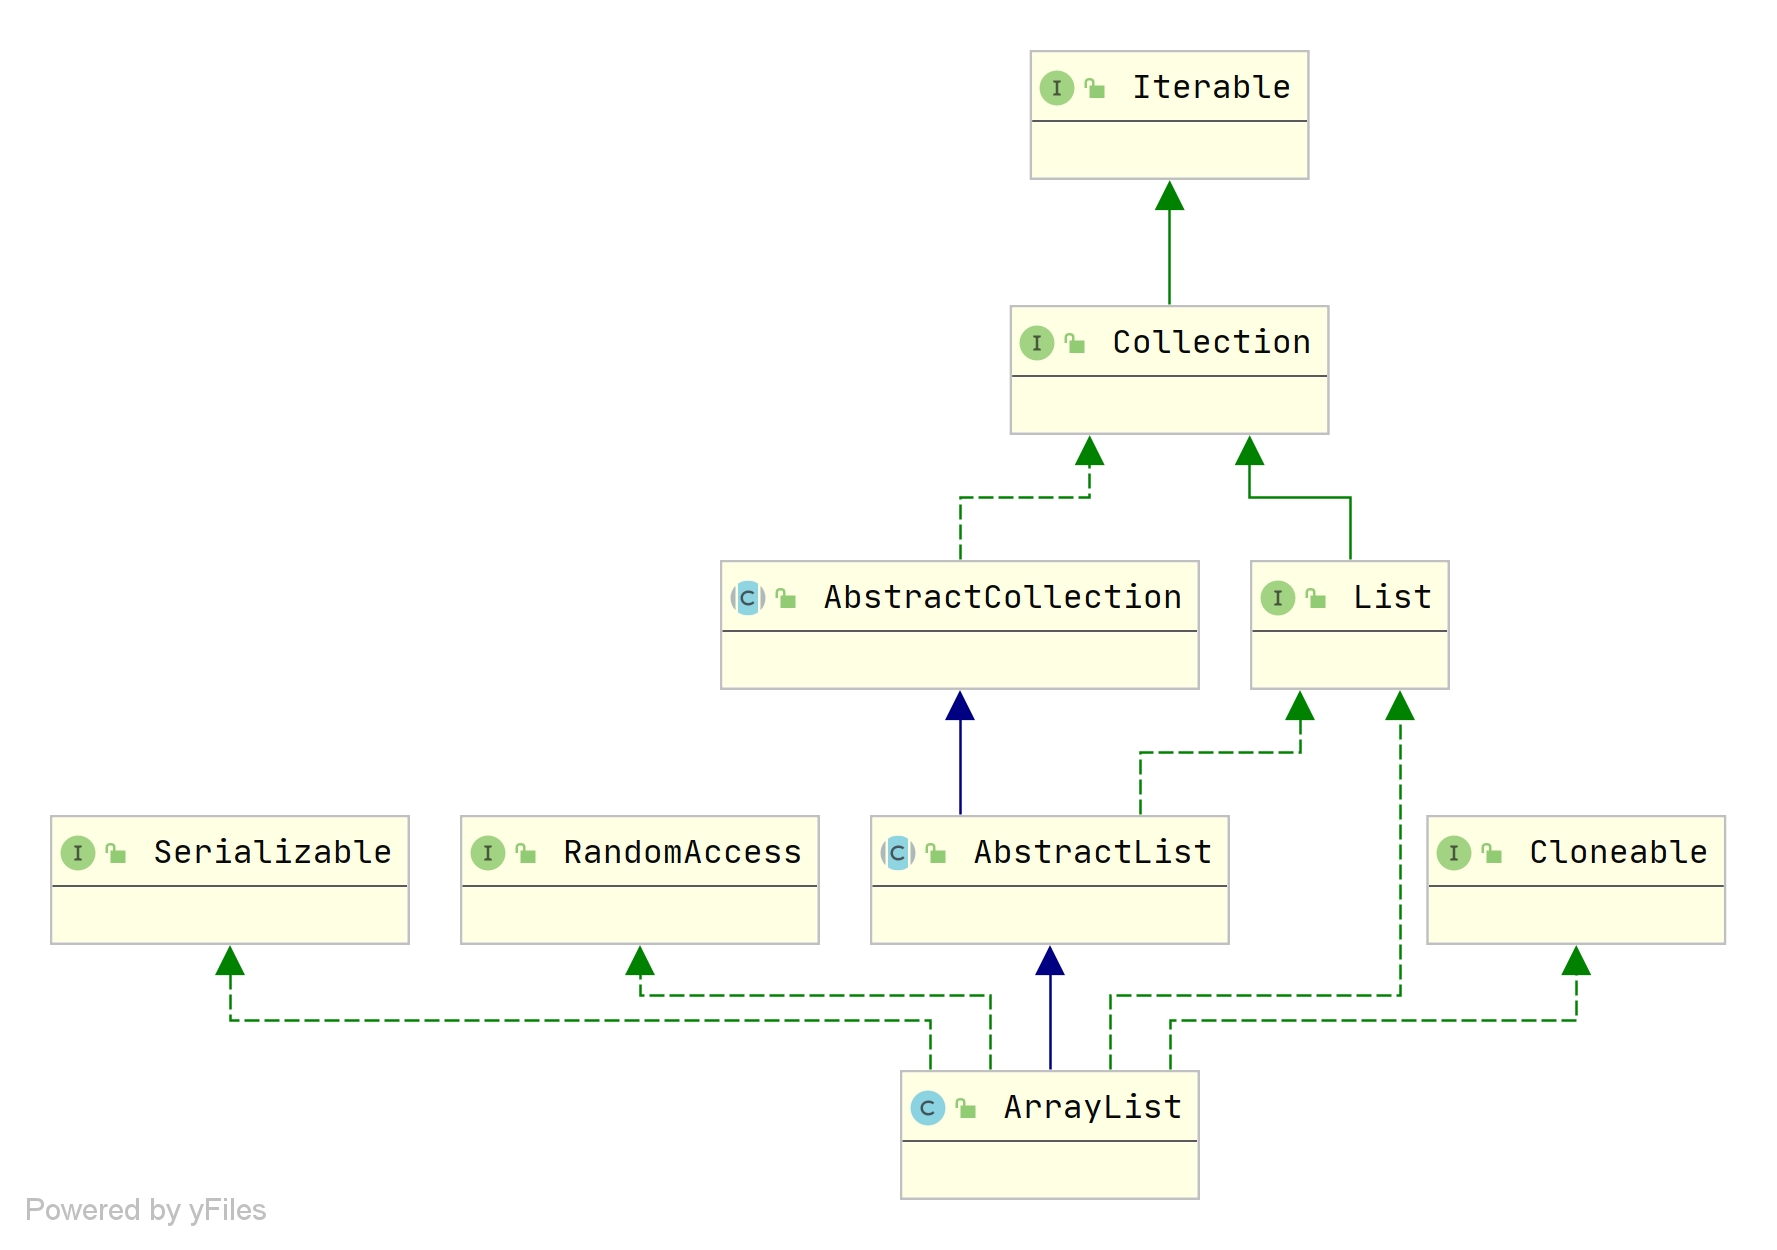 I Iterable
I Collection
C AbstractCollection
I List
I Serializable
I RandomAccess
C AbstractList
I Cloneable
C ArrayList
Powered by yFiles